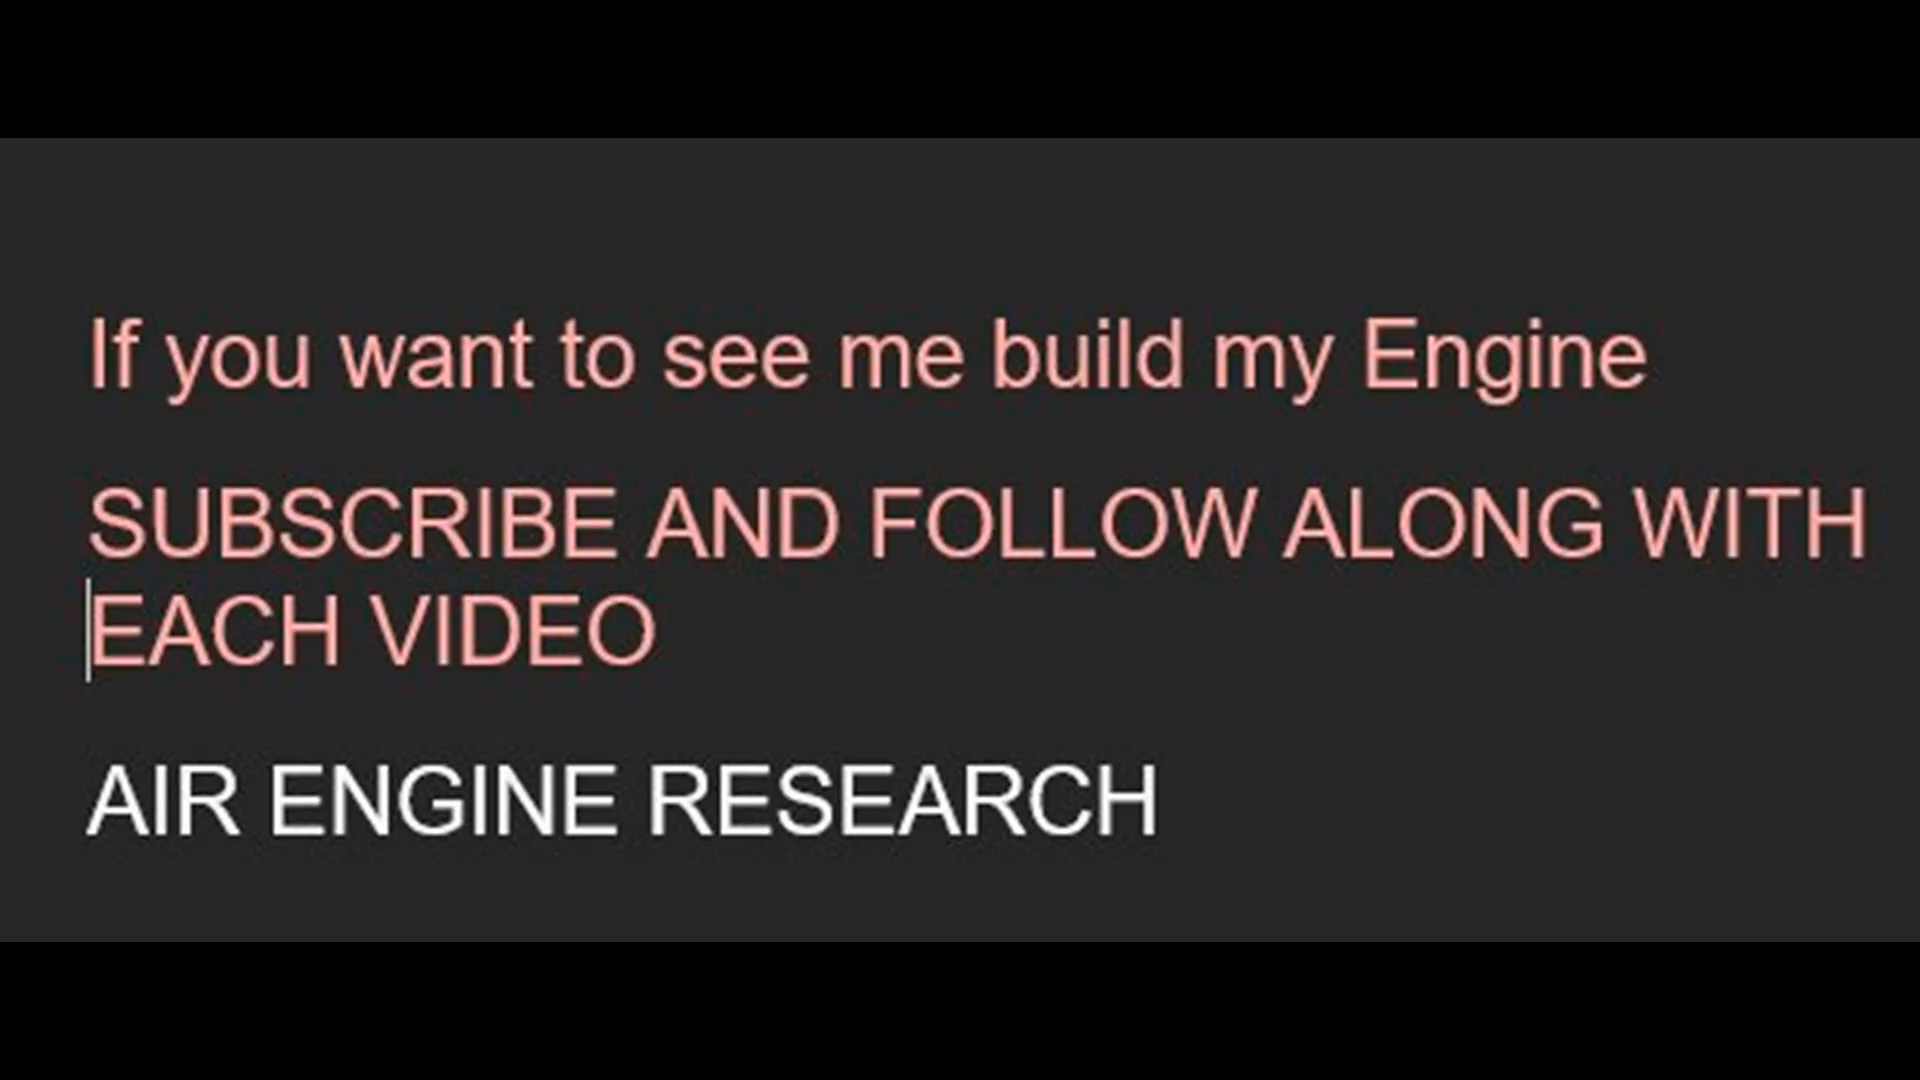 If you want to see me build my Engine
SUBSCRIBE AND FOLLOW ALONG WITH
EACH VIDEO
AIR ENGINE RESEARCH